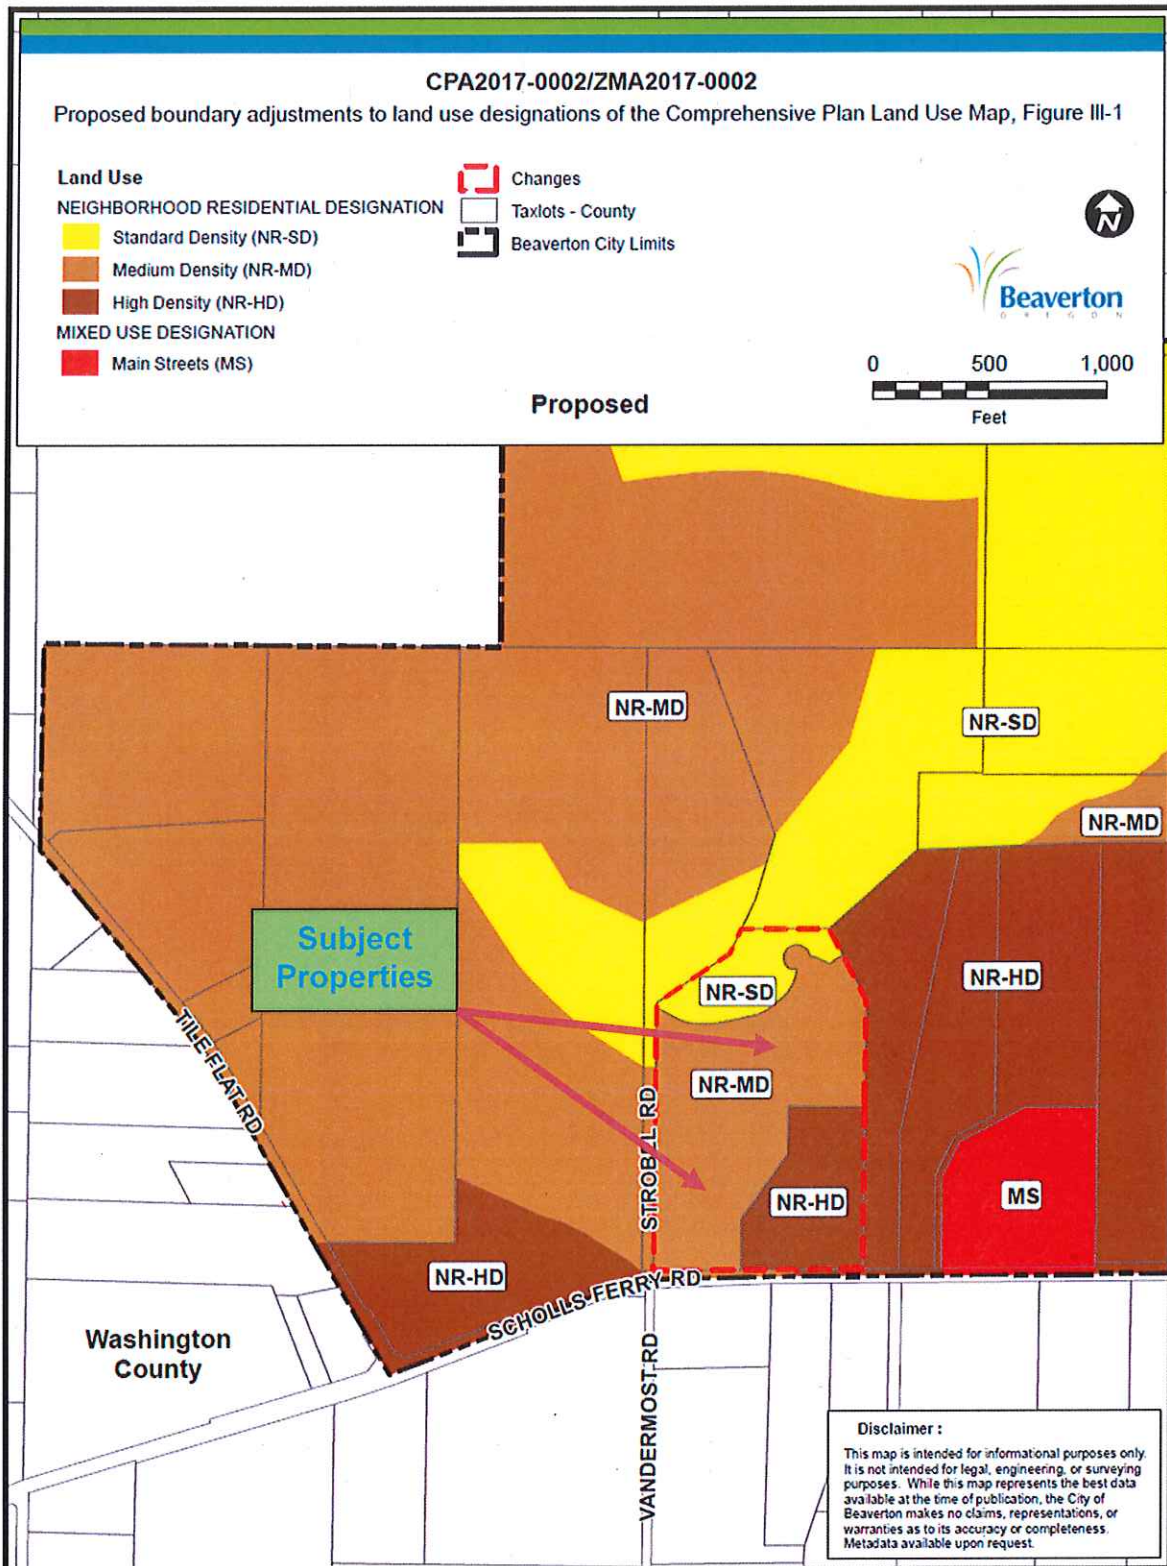 CPA2017-0002/ZMA2017-0002
Proposed boundary adjustments to land use designations of the Comprehensive Plan Land Use Map, Figure III-1
Land Use
NEIGHBORHOOD RESIDENTIAL DESIGNATION
Standard Density (NR-SD)
Medium Density (NR-MD)
High Density (NR-HD)
MIXED USE DESIGNATION
Main Streets (MS)
Changes
Taxlots - County
Beaverton City Limits
N
Beaverton
OREGON
0 500 1,000
Feet
Proposed
NR-MD
NR-SD
NR-MD
Subject
Properties
NR-SD
NR-HD
TILE FLAT RD
NR-MD
STROBEL RD
NR-HD
MS
NR-HD
SCHOLLS FERRY RD
Washington
County
VANDERMOST RD
Disclaimer :
This map is intended for informational purposes only.
It is not intended for legal, engineering, or surveying
purposes. While this map represents the best data
available at the time of publication, the City of
Beaverton makes no claims, representations, or
warranties as to its accuracy or completeness.
Metadata available upon request.